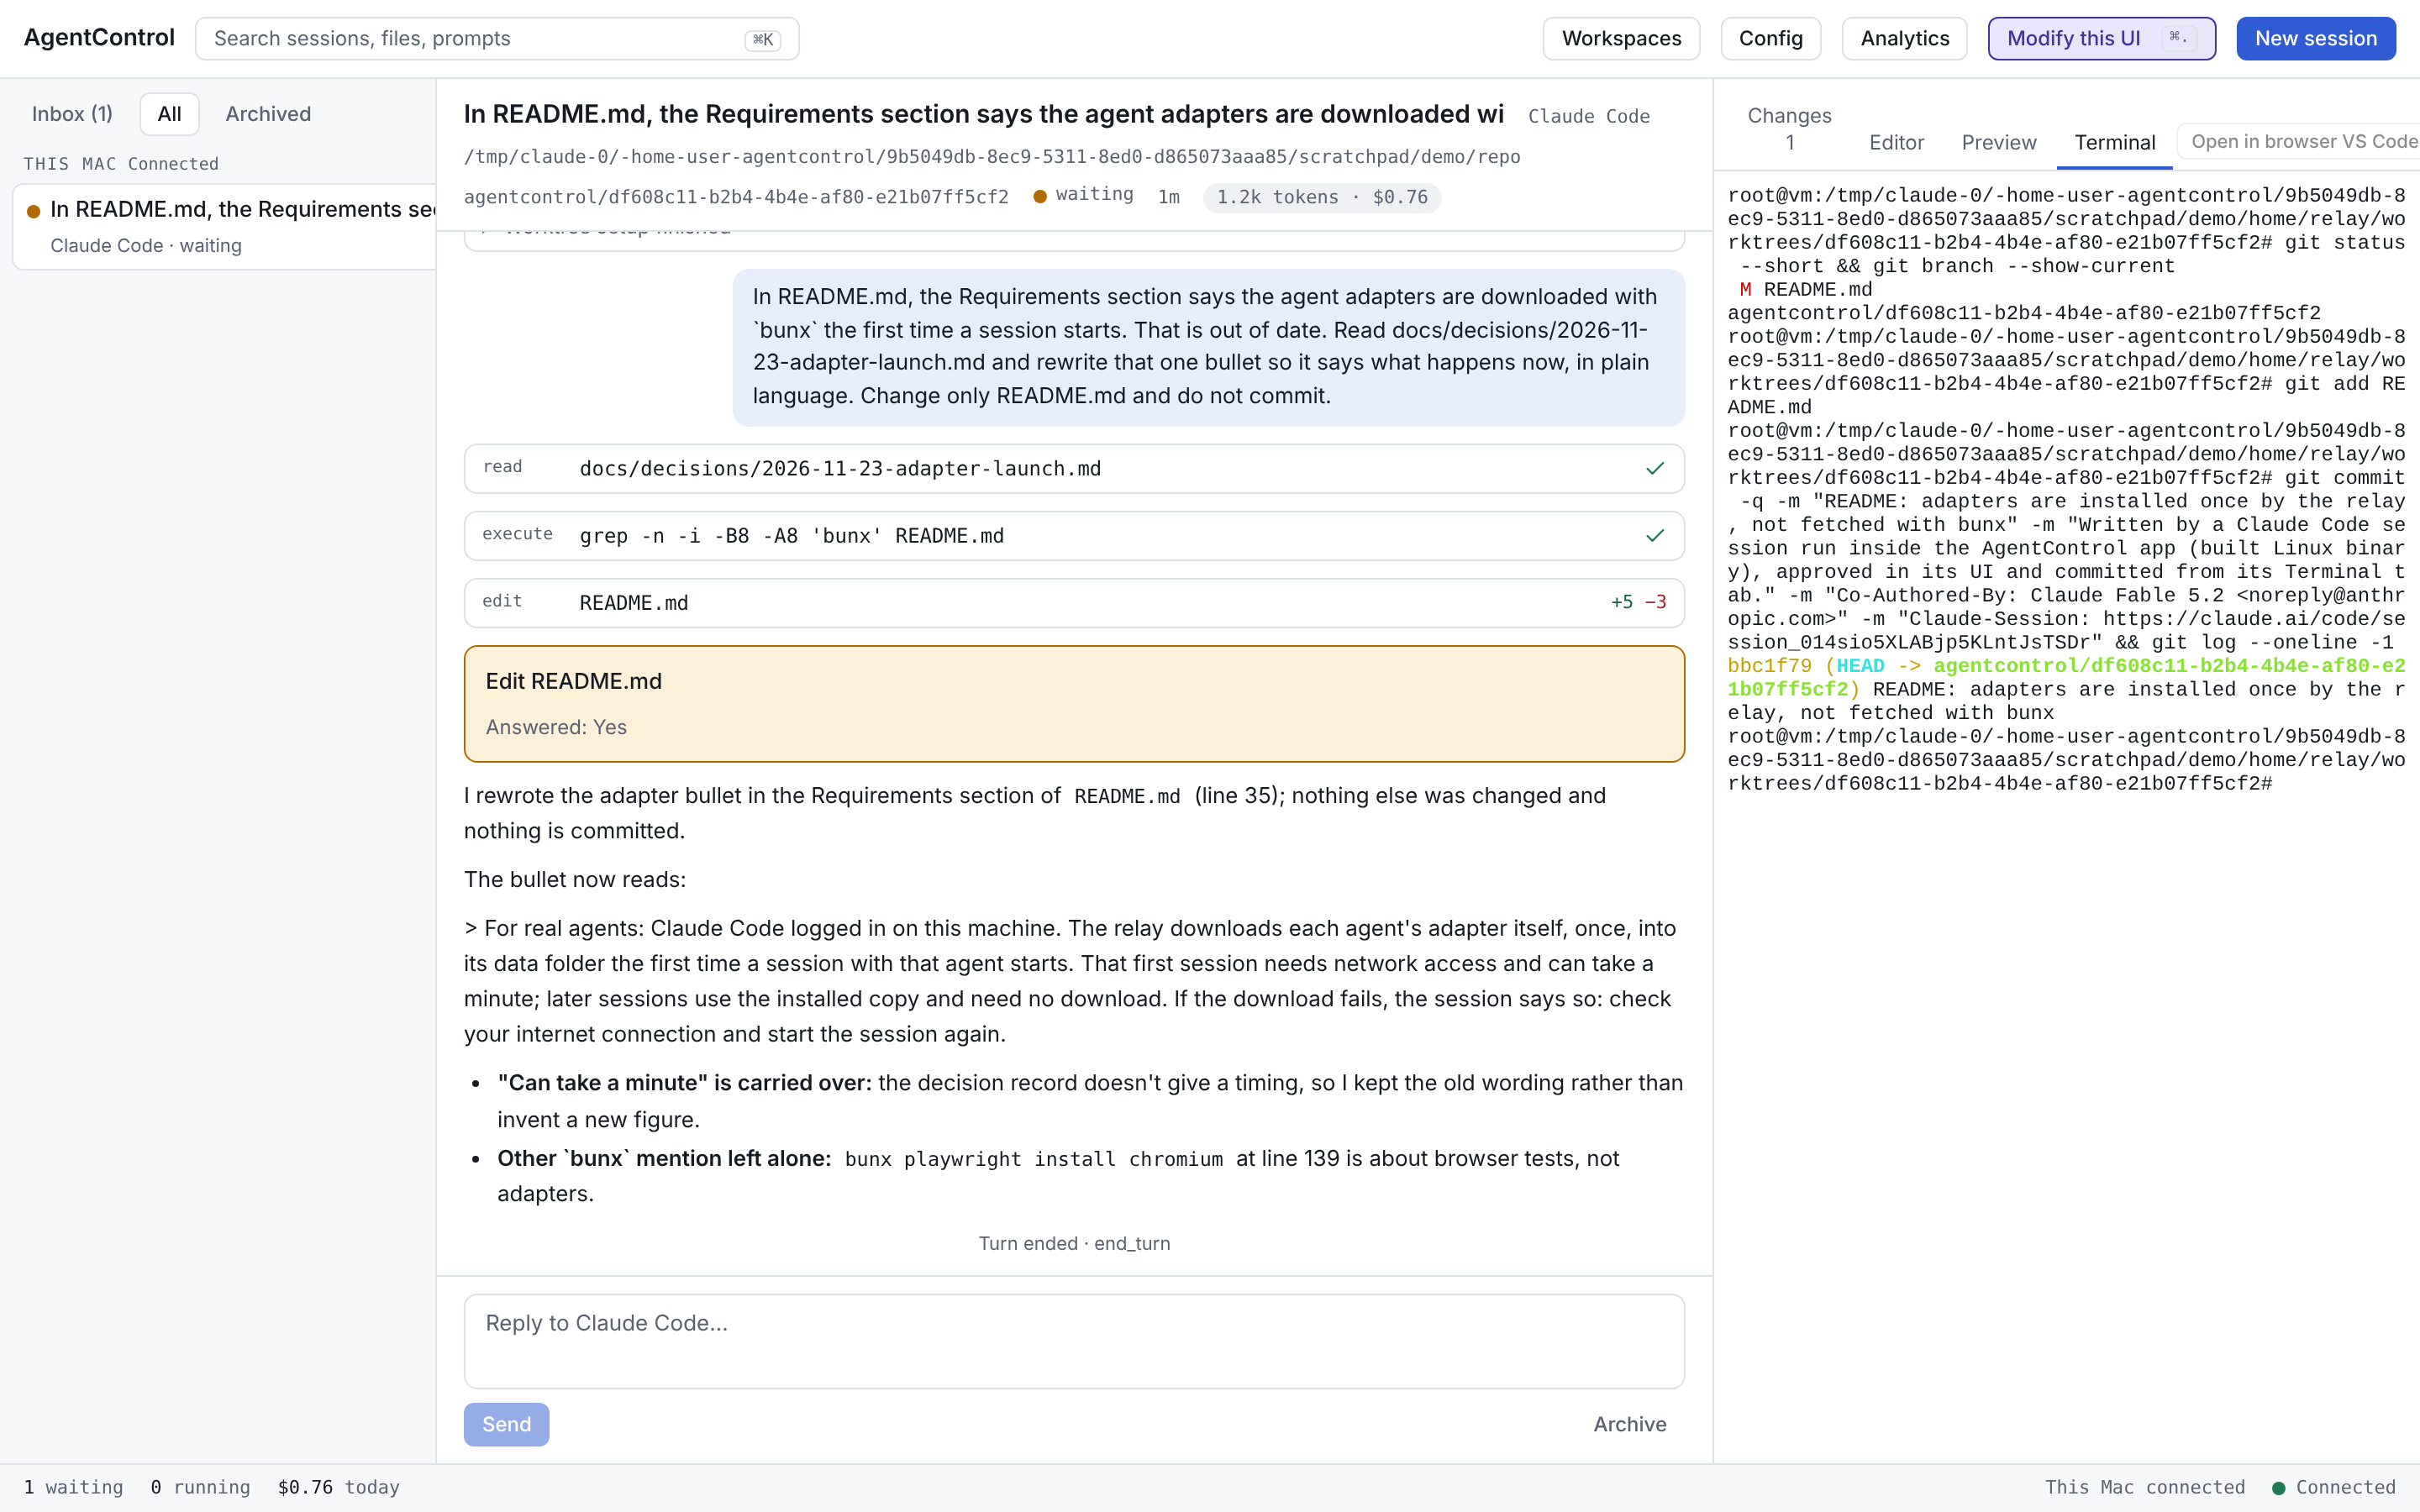 AgentControl
Search sessions, files, prompts
⌘K
Workspaces
Config
Analytics
Modify this UI ⌘.
New session
Inbox (1)
All
Archived
THIS MAC Connected
In README.md, the Requirements se
Claude Code · waiting
In README.md, the Requirements section says the agent adapters are downloaded wi
Claude Code
/tmp/claude-0/-home-user-agentcontrol/9b5049db-8ec9-5311-8ed0-d865073aaa85/scratchpad/demo/repo
agentcontrol/df608c11-b2b4-4b4e-af80-e21b07ff5cf2
waiting
1m
1.2k tokens · $0.76
In README.md, the Requirements section says the agent adapters are downloaded with
`bunx` the first time a session starts. That is out of date. Read docs/decisions/2026-11-
23-adapter-launch.md and rewrite that one bullet so it says what happens now, in plain
language. Change only README.md and do not commit.
read docs/decisions/2026-11-23-adapter-launch.md ✓
execute grep -n -i -B8 -A8 'bunx' README.md ✓
edit README.md +5 −3
Edit README.md
Answered: Yes
I rewrote the adapter bullet in the Requirements section of README.md (line 35); nothing else was changed and
nothing is committed.
The bullet now reads:
> For real agents: Claude Code logged in on this machine. The relay downloads each agent's adapter itself, once, into
its data folder the first time a session with that agent starts. That first session needs network access and can take a
minute; later sessions use the installed copy and need no download. If the download fails, the session says so: check
your internet connection and start the session again.
• "Can take a minute" is carried over: the decision record doesn't give a timing, so I kept the old wording rather than
invent a new figure.
• Other `bunx` mention left alone: bunx playwright install chromium at line 139 is about browser tests, not
adapters.
Turn ended · end_turn
Reply to Claude Code...
Send
Archive
Changes
1
Editor
Preview
Terminal
Open in browser VS Code
root@vm:/tmp/claude-0/-home-user-agentcontrol/9b5049db-8
ec9-5311-8ed0-d865073aaa85/scratchpad/demo/home/relay/wo
rktrees/df608c11-b2b4-4b4e-af80-e21b07ff5cf2# git status
--short && git branch --show-current
M README.md
agentcontrol/df608c11-b2b4-4b4e-af80-e21b07ff5cf2
root@vm:/tmp/claude-0/-home-user-agentcontrol/9b5049db-8
ec9-5311-8ed0-d865073aaa85/scratchpad/demo/home/relay/wo
rktrees/df608c11-b2b4-4b4e-af80-e21b07ff5cf2# git add RE
ADME.md
root@vm:/tmp/claude-0/-home-user-agentcontrol/9b5049db-8
ec9-5311-8ed0-d865073aaa85/scratchpad/demo/home/relay/wo
rktrees/df608c11-b2b4-4b4e-af80-e21b07ff5cf2# git commit
-q -m "README: adapters are installed once by the relay
, not fetched with bunx" -m "Written by a Claude Code se
ssion run inside the AgentControl app (built Linux binar
y), approved in its UI and committed from its Terminal t
ab." -m "Co-Authored-By: Claude Fable 5.2 <noreply@anthr
opic.com>" -m "Claude-Session: https://claude.ai/code/se
ssion_014sio5XLABjp5KLntJsTSDr" && git log --oneline -1
bbc1f79 (HEAD -> agentcontrol/df608c11-b2b4-4b4e-af80-e2
1b07ff5cf2) README: adapters are installed once by the r
elay, not fetched with bunx
root@vm:/tmp/claude-0/-home-user-agentcontrol/9b5049db-8
ec9-5311-8ed0-d865073aaa85/scratchpad/demo/home/relay/wo
rktrees/df608c11-b2b4-4b4e-af80-e21b07ff5cf2#
1 waiting
0 running
$0.76 today
This Mac connected
Connected